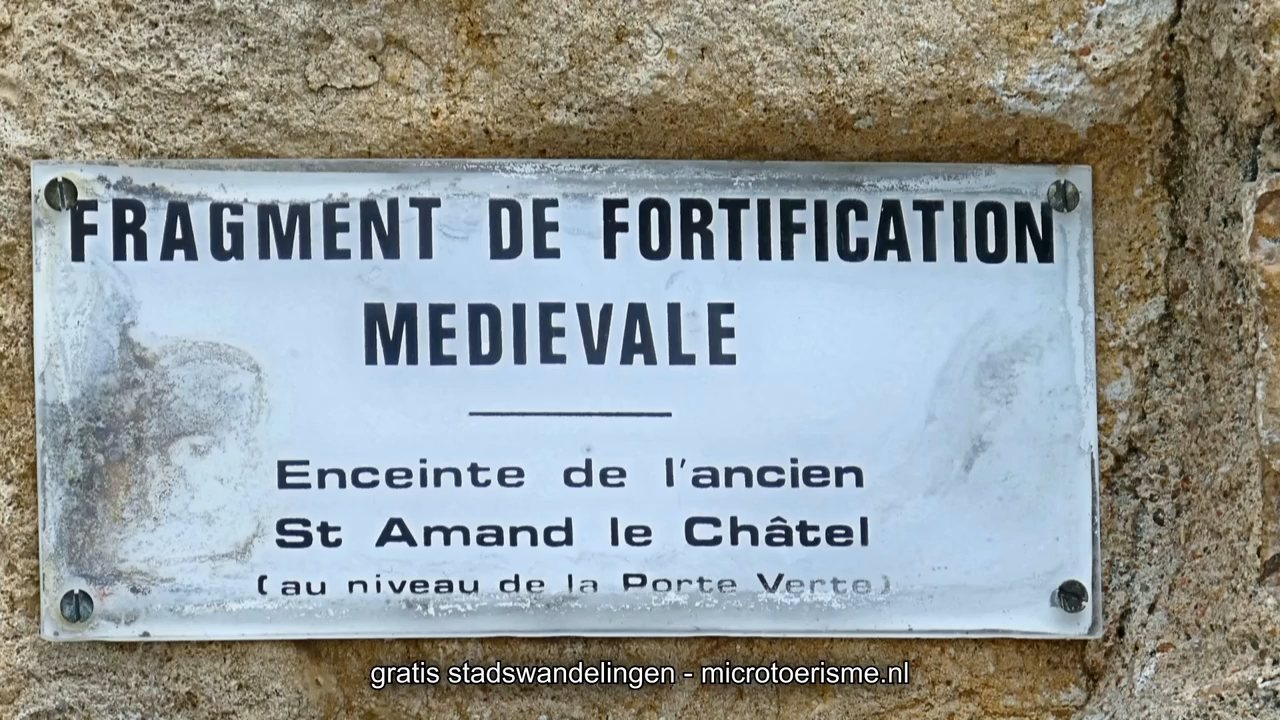 FRAGMENT DE FORTIFICATION
MEDIEVALE
Enceinte de l'ancien
St Amand le Châtel
(au niveau de la Porte Verte)
gratis stadswandelingen - microtoerisme.nl